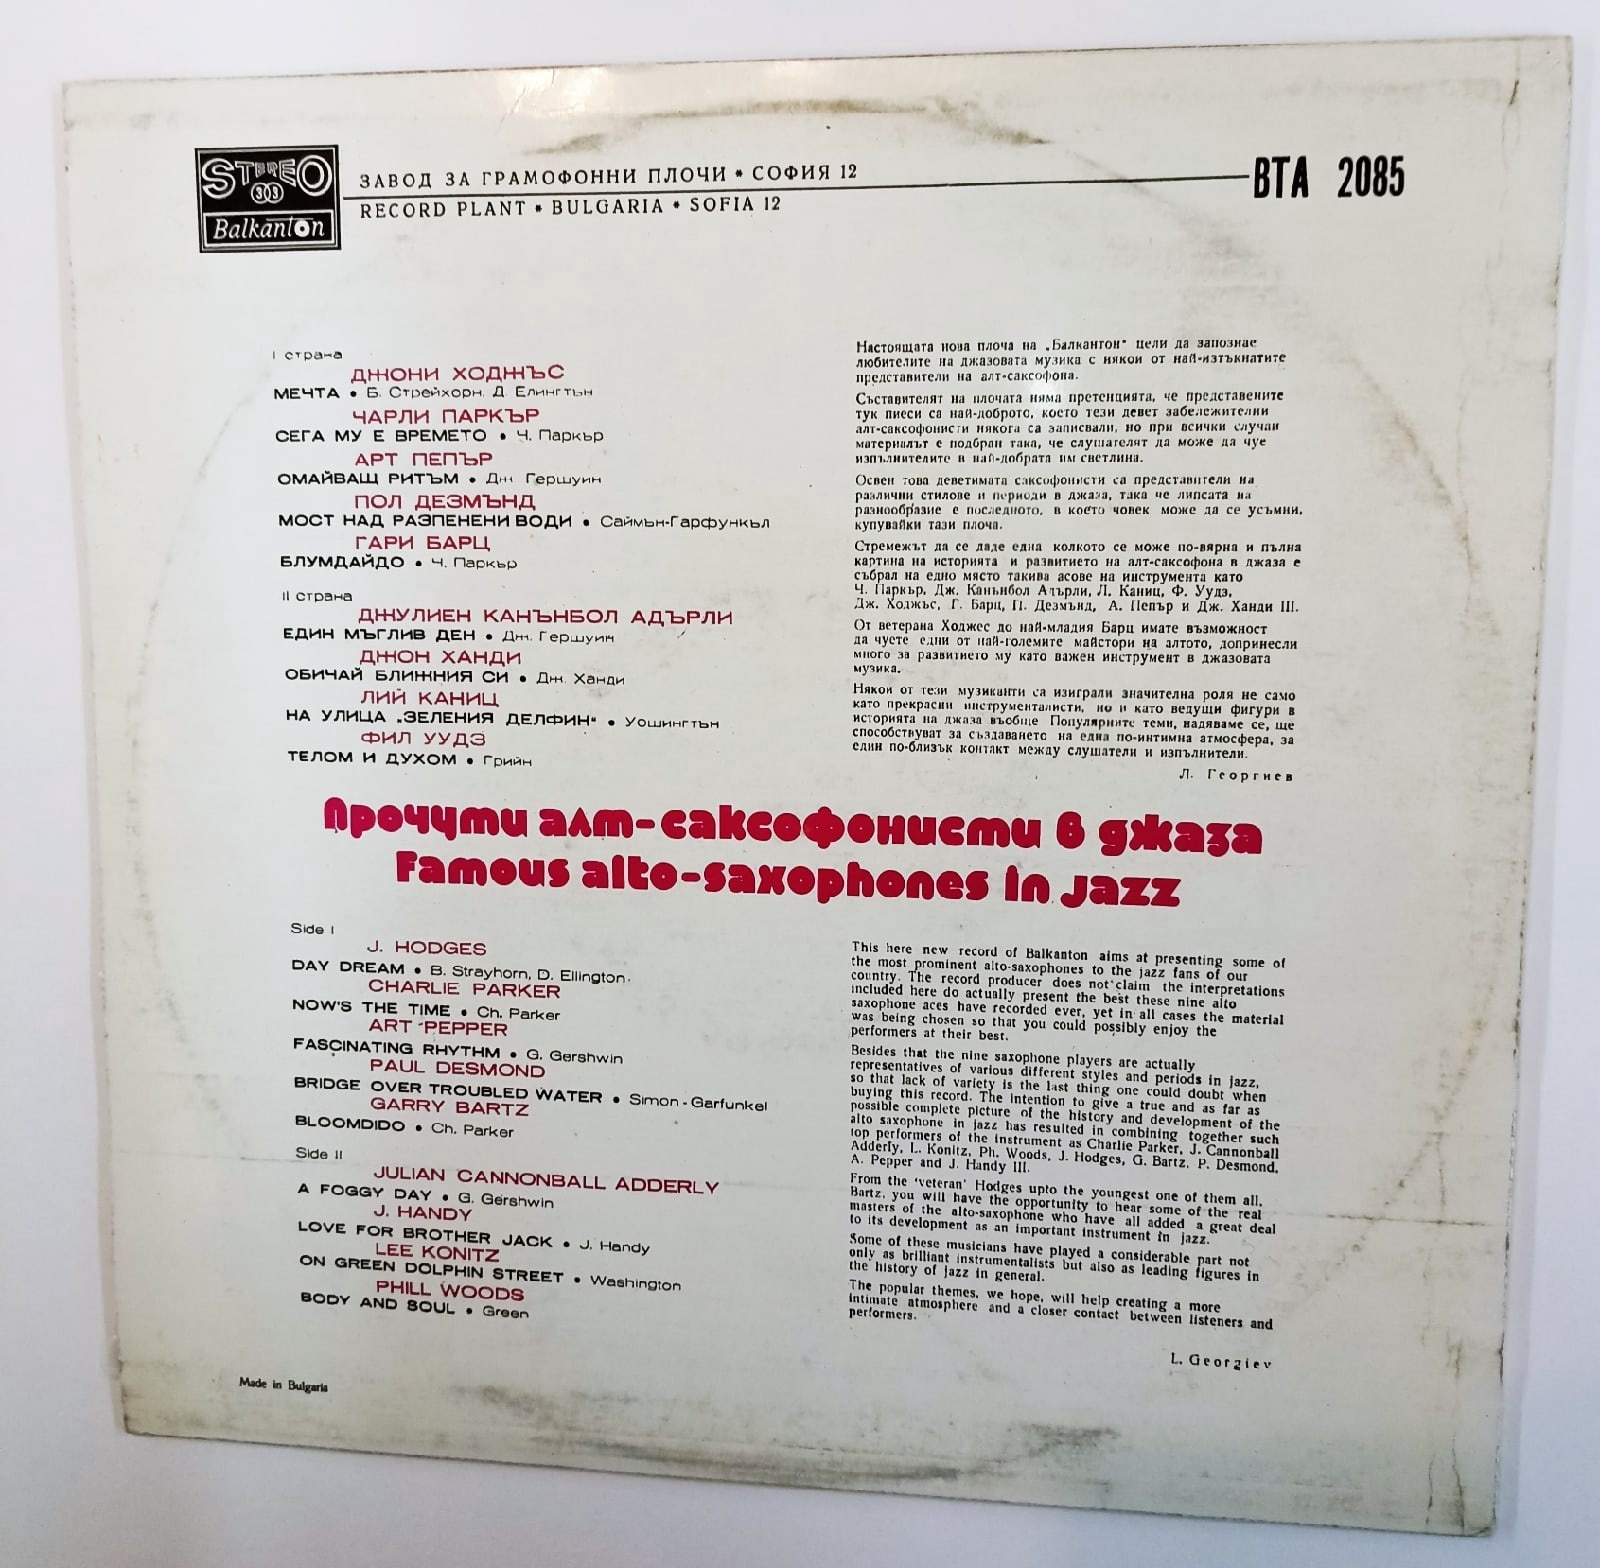 STEREO
33
Balkanton
ЗАВОД ЗА ГРАМОФОННИ ПЛОЧИ * СОФИЯ 12
RECORD PLANT * BULGARIA * SOFIA 12
ВТА 2085
I страна
ДЖОНИ ХОДЖЪС
МЕЧТА • Б. Стрейхорн, Д. Елингтън
ЧАРЛИ ПАРКЪР
СЕГА МУ Е ВРЕМЕТО • Ч. Паркър
АРТ ПЕПЪР
ОМАЙВАЩ РИТЪМ • Дж. Гершуин
ПОЛ ДЕЗМЪНД
МОСТ НАД РАЗПЕНЕНИ ВОДИ • Саймън-Гарфункъл
ГАРИ БАРЦ
БЛУМДАЙДО • Ч. Паркър
II страна
ДЖУЛИЕН КАНЪНБОЛ АДЪРЛИ
ЕДИН МЪГЛИВ ДЕН • Дж. Гершуин
ДЖОН ХАНДИ
ОБИЧАЙ БЛИЖНИЯ СИ • Дж. Ханди
ЛИЙ КАНИЦ
НА УЛИЦА „ЗЕЛЕНИЯ ДЕЛФИН“ • Уошингтън
ФИЛ УУДЗ
ТЕЛОМ И ДУХОМ • Грийн
Настоящата нова плоча на „Балкантон“ цели да запознае
любителите на джазовата музика с някои от най-изтъкнатите
представители на алт-саксофона.
Съставителят на плочата няма претенцията, че представените
тук пиеси са най-доброто, което тези девет забележителни
алт-саксофонисти някога са записвали, но при всички случаи
материалът е подбран така, че слушателят да може да чуе
изпълнителите в най-добрата им светлина.
Освен това деветимата саксофонисти са представители на
различни стилове и периоди в джаза, така че липсата на
разнообразие е последното, в което човек може да се усъмни,
купувайки тази плоча.
Стремежът да се даде една колкото се може по-вярна и пълна
картина на историята и развитието на алт-саксофона в джаза е
събрал на едно място такива асове на инструмента като
Ч. Паркър, Дж. Канънбол Адърли, Л. Каниц, Ф. Уудз,
Дж. Ходжъс, Г. Барц, П. Дезмънд, А. Пепър и Дж. Ханди III.
От ветерана Ходжес до най-младия Барц имате възможност
да чуете едни от най-големите майстори на алтото, допринесли
много за развитието му като важен инструмент в джазовата
музика.
Някои от тези музиканти са изиграли значителна роля не само
като прекрасни инструменталисти, но и като ведущи фигури в
историята на джаза въобще Популярните теми, надяваме се, ще
способствуват за създаването на една по-интимна атмосфера, за
един по-близък контакт между слушатели и изпълнители.
Л. Георгиев
Прочути алт-саксофонисти в джаза
Famous alto-saxophones in jazz
Side I
J. HODGES
DAY DREAM • B. Strayhorn, D. Ellington.
CHARLIE PARKER
NOW'S THE TIME • Ch. Parker
ART PEPPER
FASCINATING RHYTHM • G. Gershwin
PAUL DESMOND
BRIDGE OVER TROUBLED WATER • Simon-Garfunkel
GARRY BARTZ
BLOOMDIDO • Ch. Parker
Side II
JULIAN CANNONBALL ADDERLY
A FOGGY DAY • G. Gershwin
J. HANDY
LOVE FOR BROTHER JACK • J. Handy
LEE KONITZ
ON GREEN DOLPHIN STREET • Washington
PHILL WOODS
BODY AND SOUL • Green
This here new record of Balkanton aims at presenting some of
the most prominent alto-saxophones to the jazz fans of our
country. The record producer does not claim the interpretations
included here do actually present the best these nine alto
saxophone aces have recorded ever, yet in all cases the material
was being chosen so that you could possibly enjoy the
performers at their best.
Besides that the nine saxophone players are actually
representatives of various different styles and periods in jazz,
so that lack of variety is the last thing one could doubt when
buying this record. The intention to give a true and as far as
possible complete picture of the history and development of the
alto saxophone in jazz has resulted in combining together such
top performers of the instrument as Charlie Parker, J. Cannonball
Adderly, L. Konitz, Ph. Woods, J. Hodges, G. Bartz, P. Desmond,
A. Pepper and J. Handy III.
From the 'veteran' Hodges upto the youngest one of them all,
Bartz, you will have the opportunity to hear some of the real
masters of the alto-saxophone who have all added a great deal
to its development as an important instrument in jazz.
Some of these musicians have played a considerable part not
only as brilliant instrumentalists but also as leading figures in
the history of jazz in general.
The popular themes, we hope, will help creating a more
intimate atmosphere and a closer contact between listeners and
performers.
L. Georgiev
Made in Bulgaria